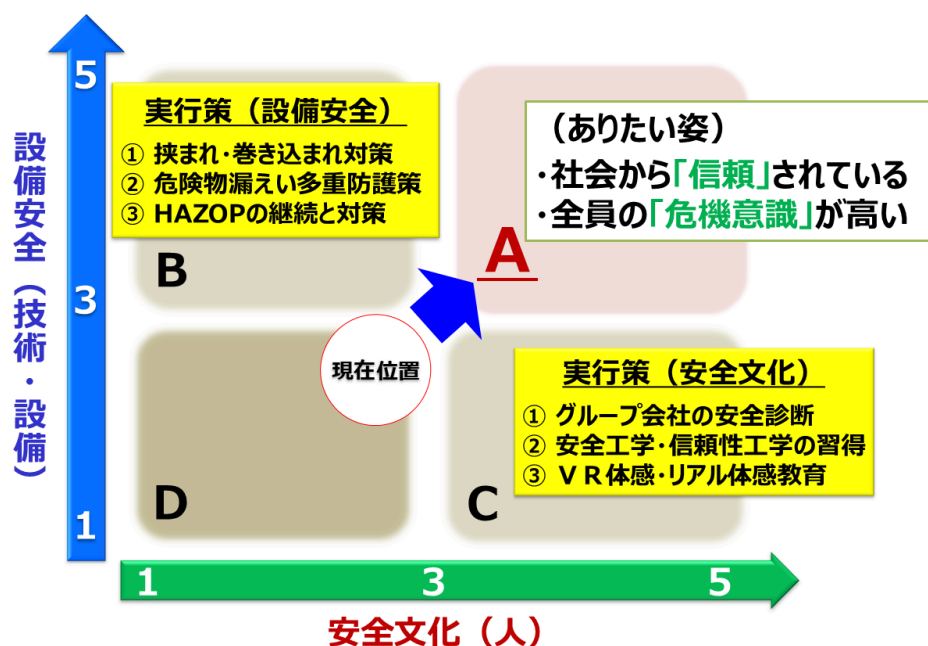 5
3
1
設備安全（技術・設備）
実行策（設備安全）
① 挟まれ・巻き込まれ対策
② 危険物漏えい多重防護策
③ HAZOPの継続と対策
B
（ありたい姿）
・社会から「信頼」されている
・全員の「危機意識」が高い
A
現在位置
実行策（安全文化）
① グループ会社の安全診断
② 安全工学・信頼性工学の習得
③ ＶＲ体感・リアル体感教育
D
C
1
3
5
安全文化（人）